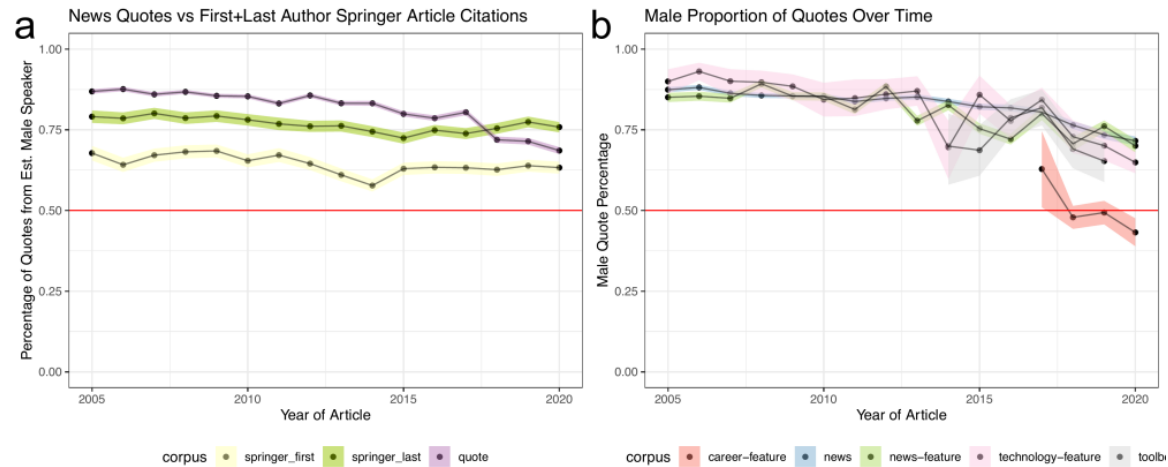 a
News Quotes vs First+Last Author Springer Article Citations
Percentage of Quotes from Est. Male Speaker
1.00
0.75
0.50
0.25
0.00
2005
2010
2015
2020
Year of Article
corpus
springer_first
springer_last
quote
b
Male Proportion of Quotes Over Time
Male Quote Percentage
1.00
0.75
0.50
0.25
0.00
2005
2010
2015
2020
Year of Article
corpus
career-feature
news
news-feature
technology-feature
toolb